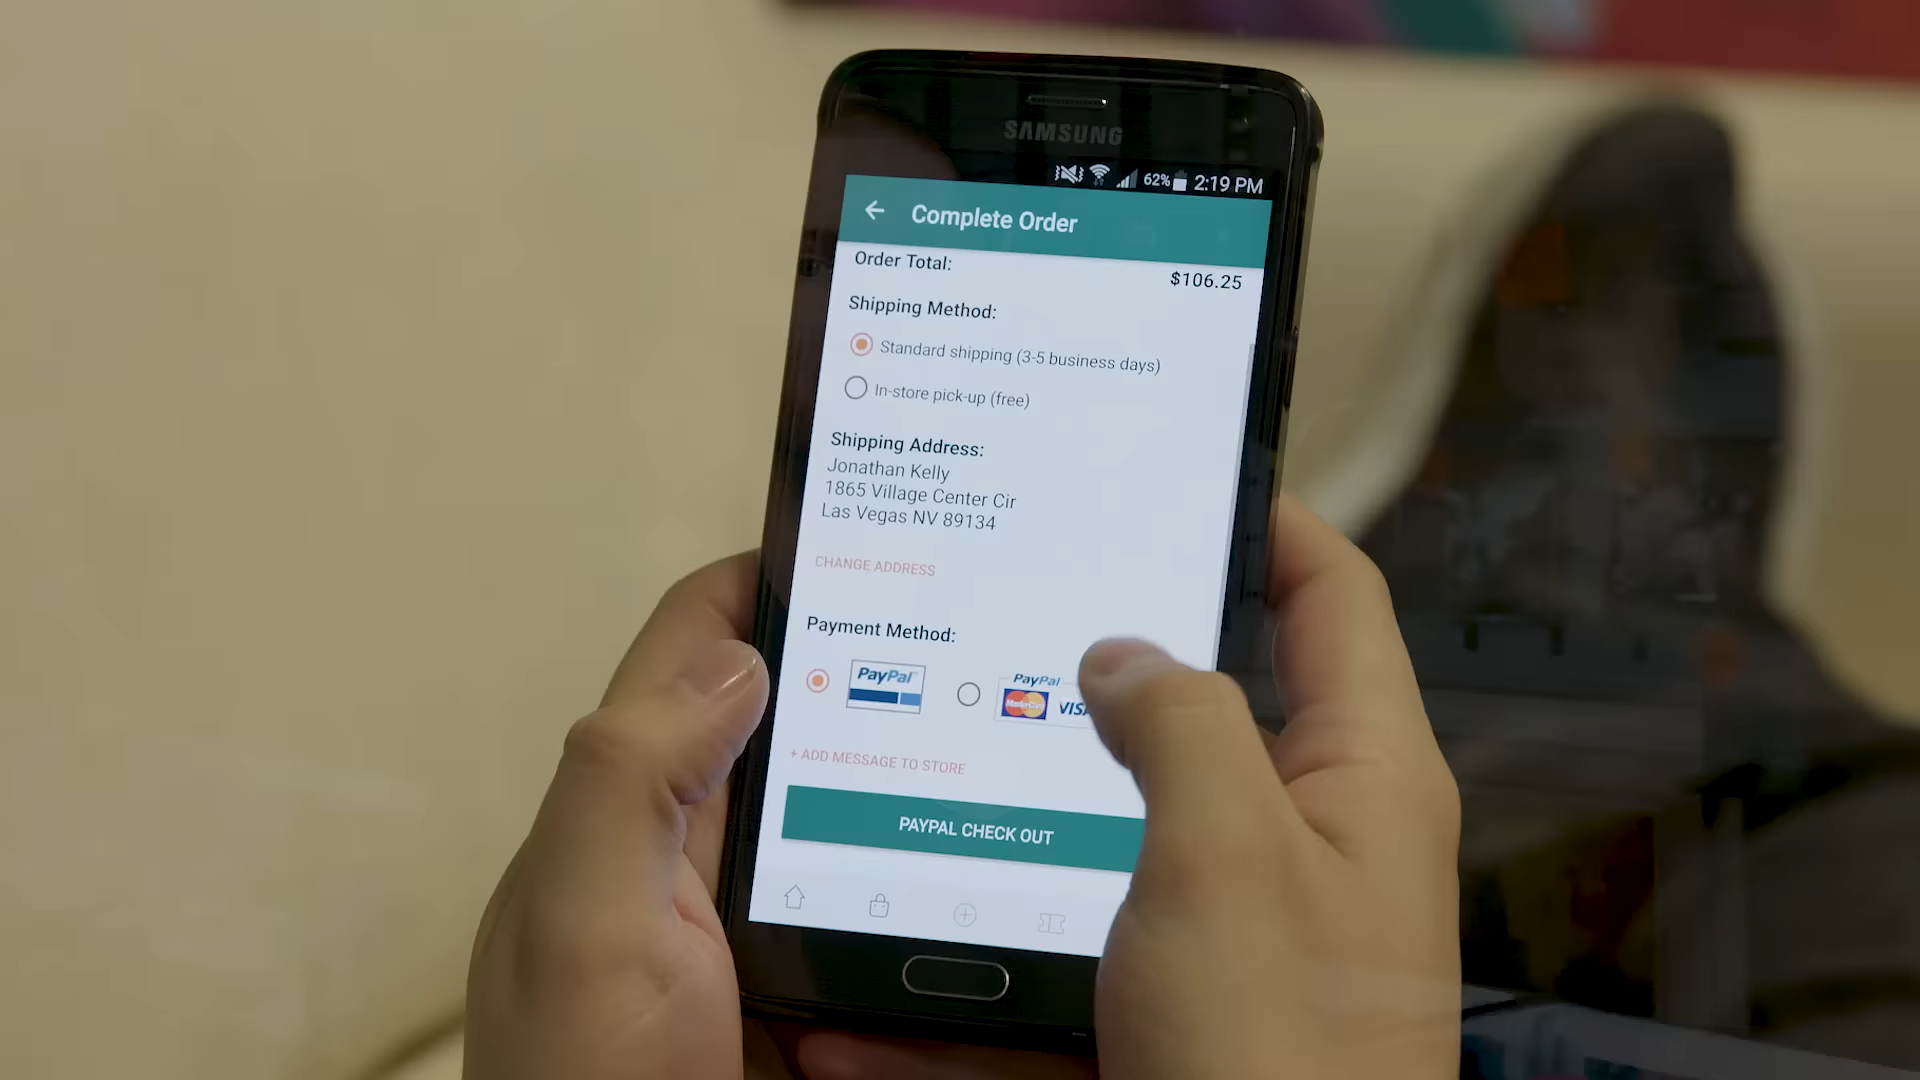 SAMSUNG
62% 2:19 PM
Complete Order
Order Total: $106.25
Shipping Method:
Standard shipping (3-5 business days)
In-store pick-up (free)
Shipping Address:
Jonathan Kelly
1865 Village Center Cir
Las Vegas NV 89134
CHANGE ADDRESS
Payment Method:
PayPal
PayPal
MasterCard VISA
+ ADD MESSAGE TO STORE
PAYPAL CHECK OUT